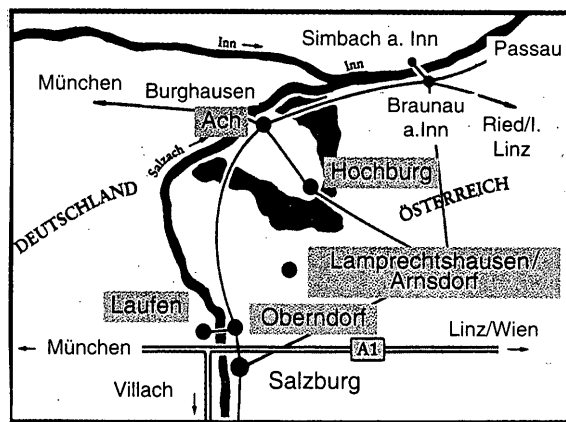 Inn →
Simbach a. Inn
Inn
Passau
München
Burghausen
Braunau
a.Inn
Ried/I.
Linz
Ach
Salzach →
Hochburg
DEUTSCHLAND
ÖSTERREICH
Lamprechtshausen/
Arnsdorf
Laufen
Oberndorf
← München
A1
Linz/Wien →
Villach ↓
Salzburg